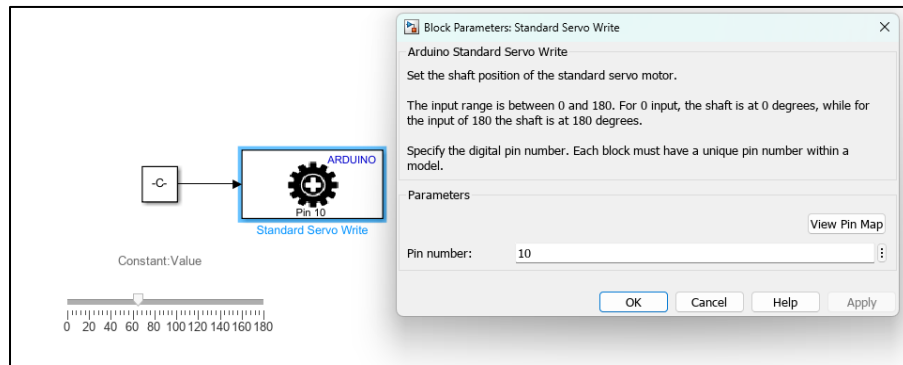 Block Parameters: Standard Servo Write
Arduino Standard Servo Write
Set the shaft position of the standard servo motor.
The input range is between 0 and 180. For 0 input, the shaft is at 0 degrees, while for
the input of 180 the shaft is at 180 degrees.
Specify the digital pin number. Each block must have a unique pin number within a
model.
Parameters
View Pin Map
Pin number: 10
OK Cancel Help Apply
ARDUINO
-C-
Pin 10
Standard Servo Write
Constant:Value
0 20 40 60 80 100 120 140 160 180